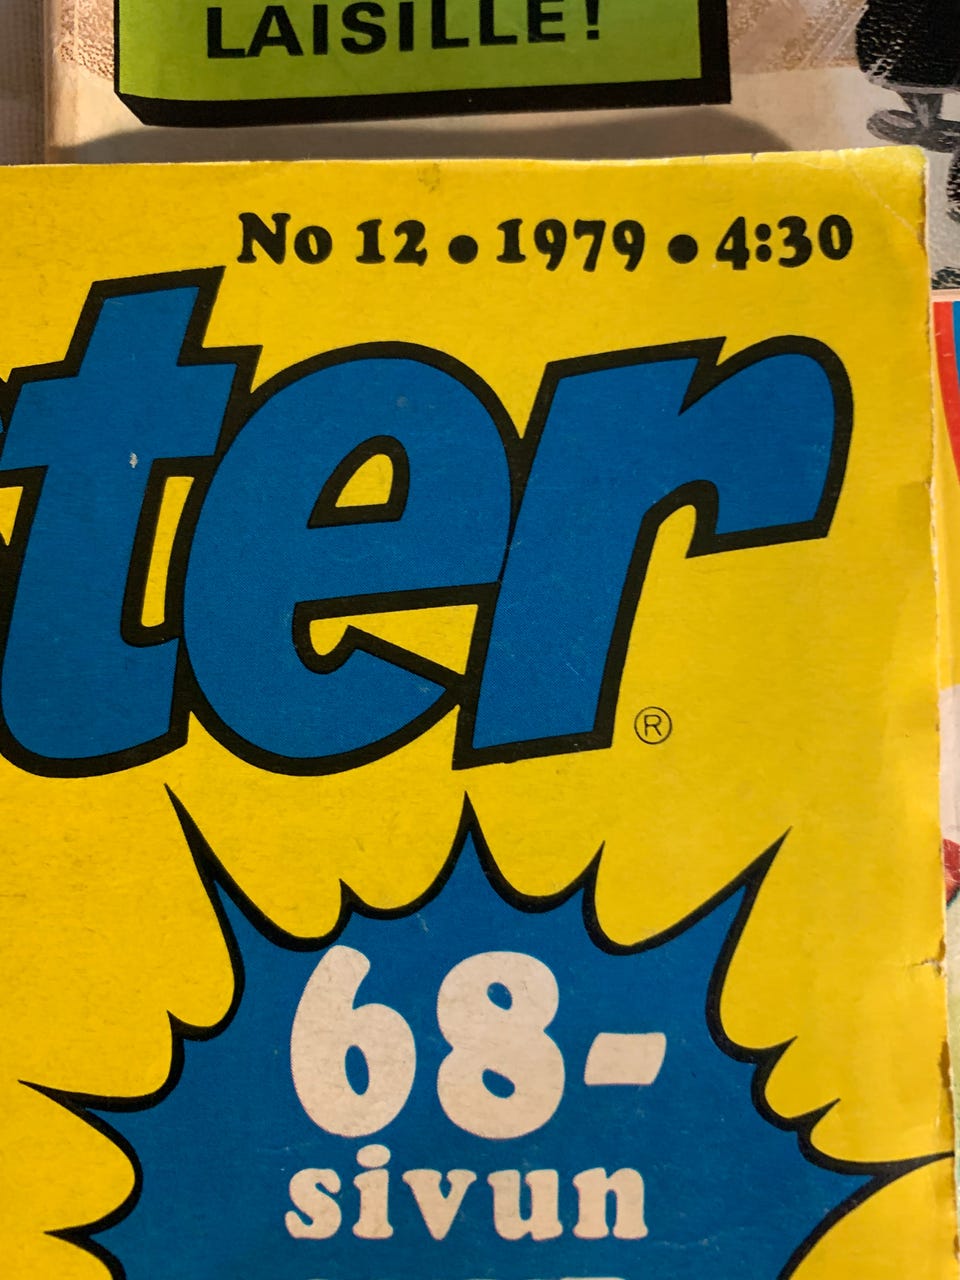 LAISILLE!
No 12 • 1979 • 4:30
ter
®
68-
sivun